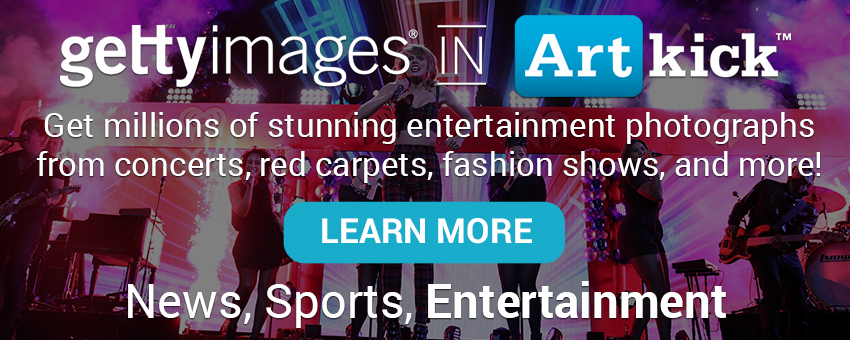 gettyimages® IN Artkick™
Get millions of stunning entertainment photographs
from concerts, red carpets, fashion shows, and more!
LEARN MORE
News, Sports, Entertainment
Ludwig